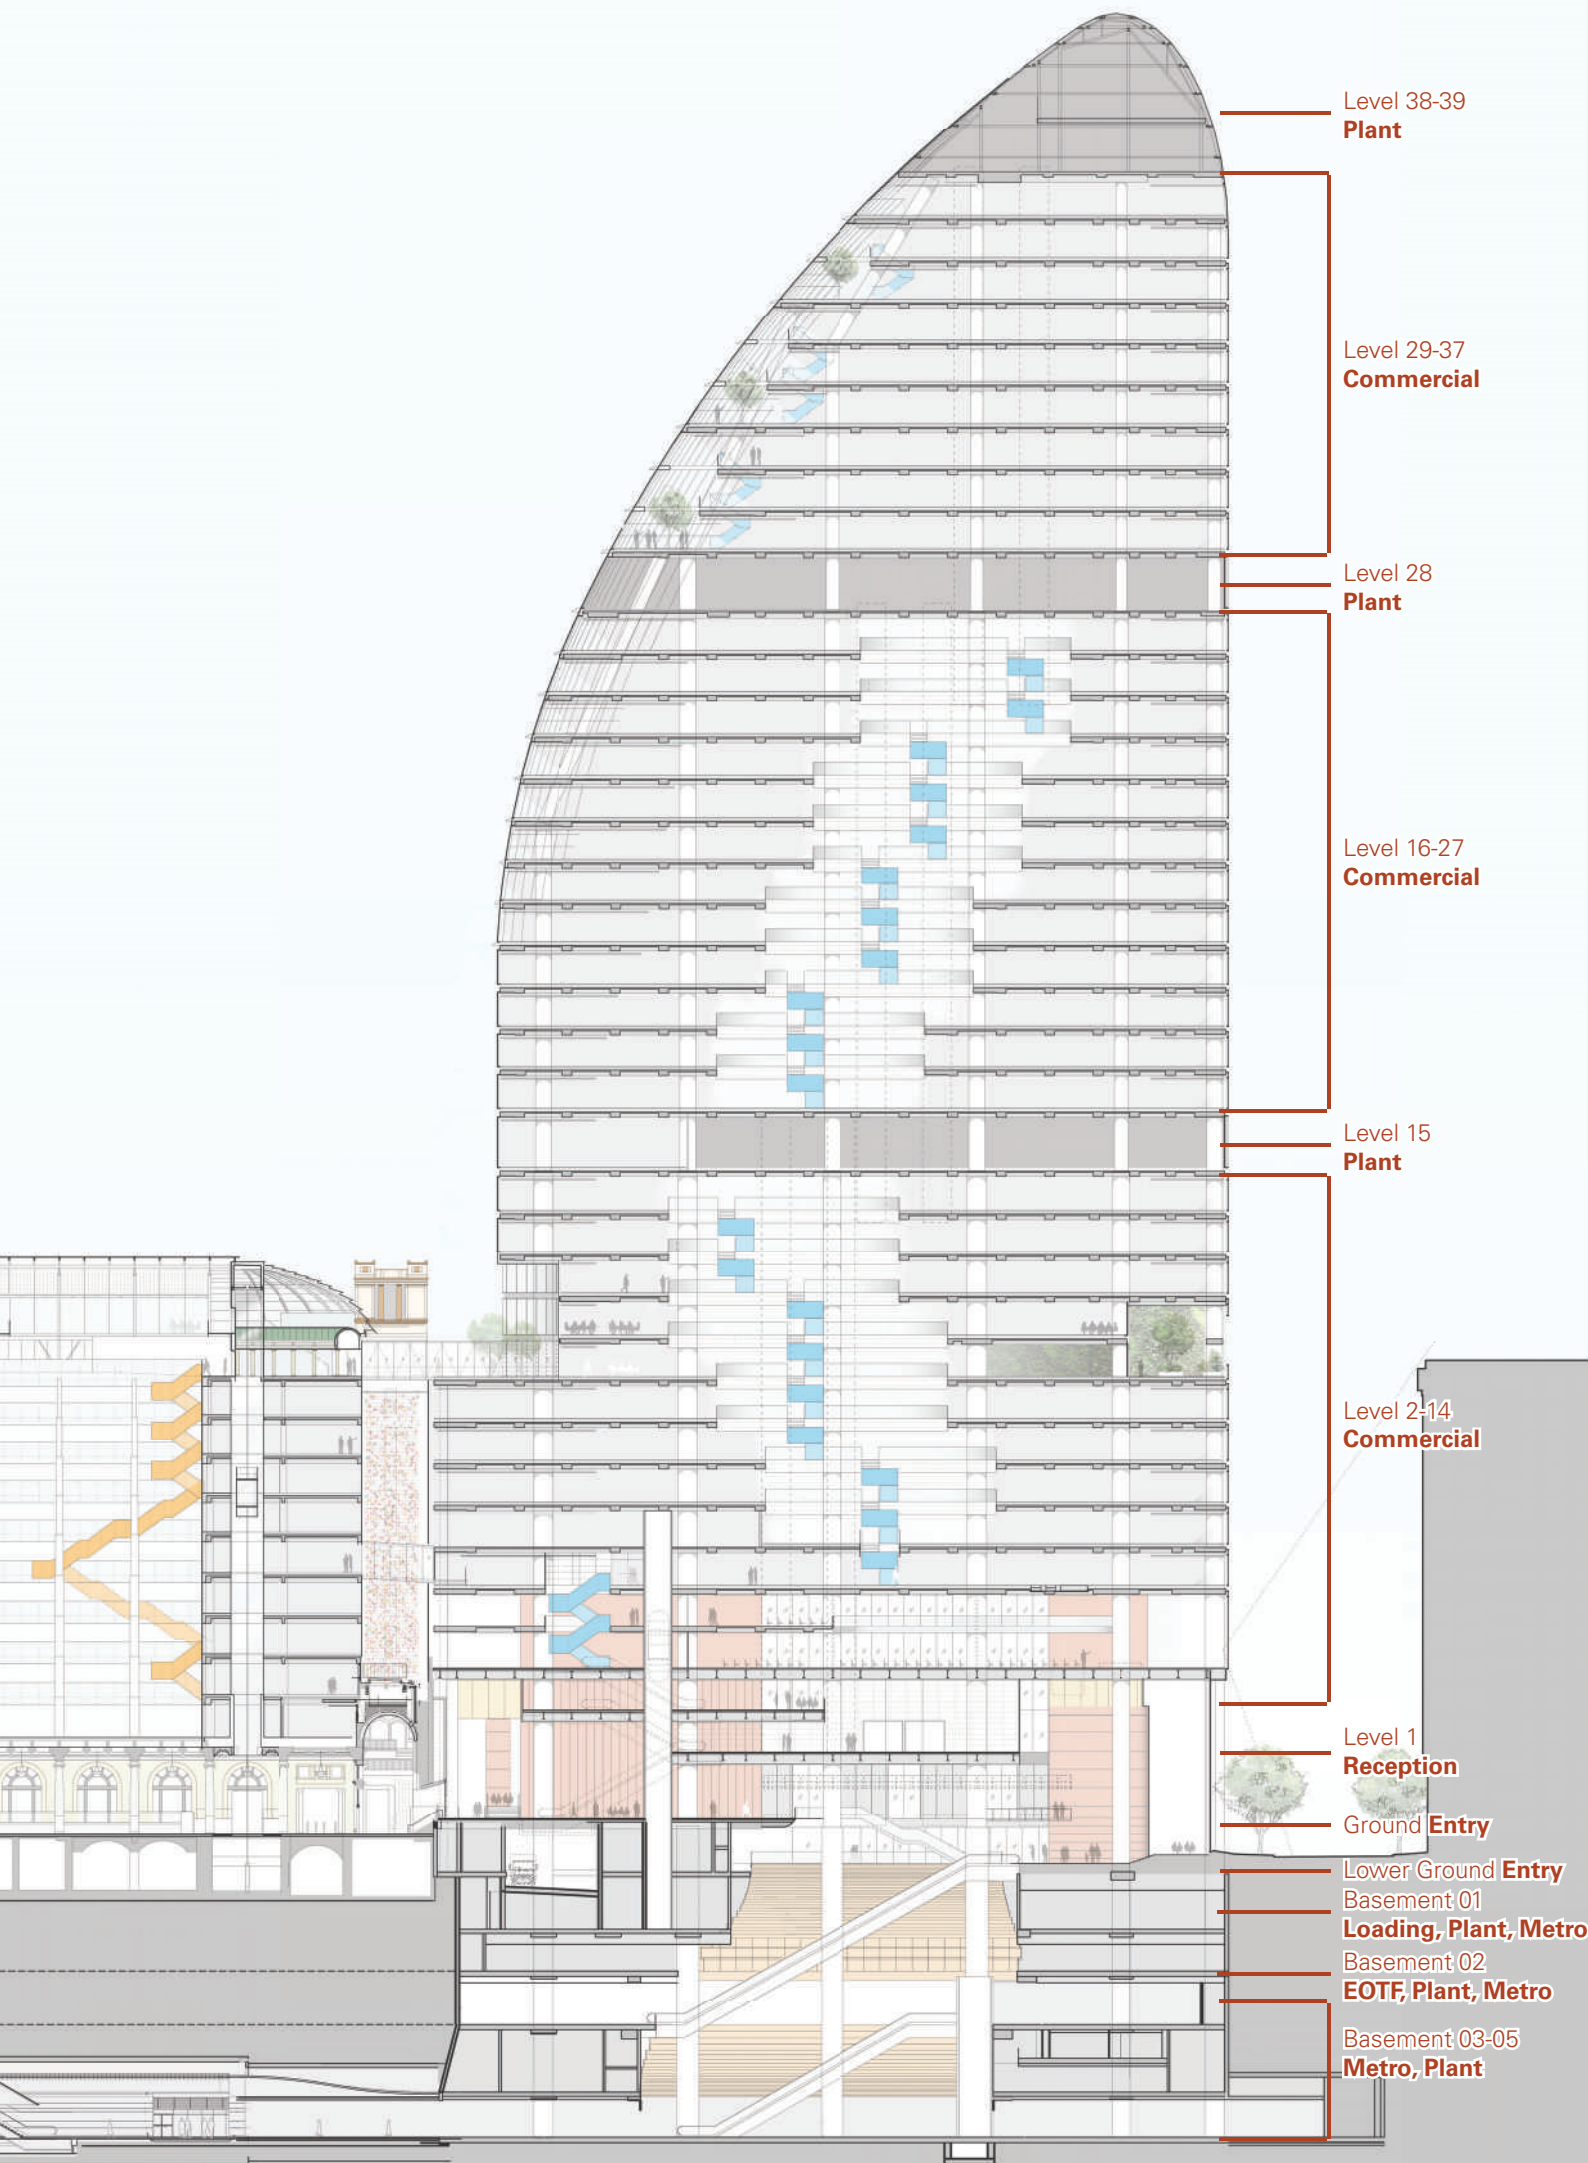 Level 38-39
Plant
Level 29-37
Commercial
Level 28
Plant
Level 16-27
Commercial
Level 15
Plant
Level 2-14
Commercial
Level 1
Reception
Ground Entry
Lower Ground Entry
Basement 01
Loading, Plant, Metro
Basement 02
EOTF, Plant, Metro
Basement 03-05
Metro, Plant